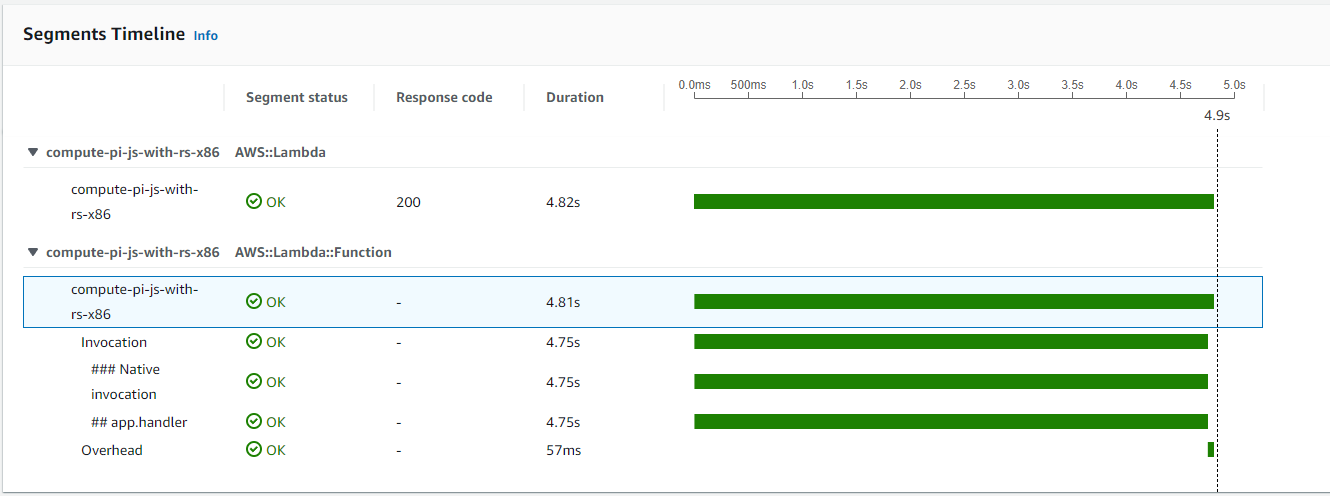 Segments Timeline Info
Segment status Response code Duration 0.0ms 500ms 1.0s 1.5s 2.0s 2.5s 3.0s 3.5s 4.0s 4.5s 5.0s
4.9s
compute-pi-js-with-rs-x86 AWS::Lambda
compute-pi-js-with-
rs-x86
OK 200 4.82s
compute-pi-js-with-rs-x86 AWS::Lambda::Function
compute-pi-js-with-
rs-x86
OK - 4.81s
Invocation OK - 4.75s
### Native
invocation
OK - 4.75s
## app.handler OK - 4.75s
Overhead OK - 57ms